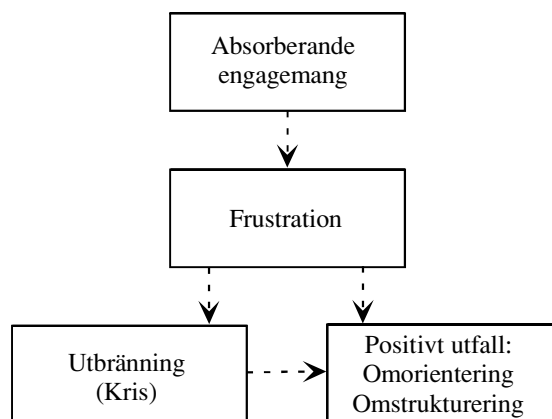 Absorberande
engagemang
Frustration
Utbränning
(Kris)
Positivt utfall:
Omorientering
Omstrukturering